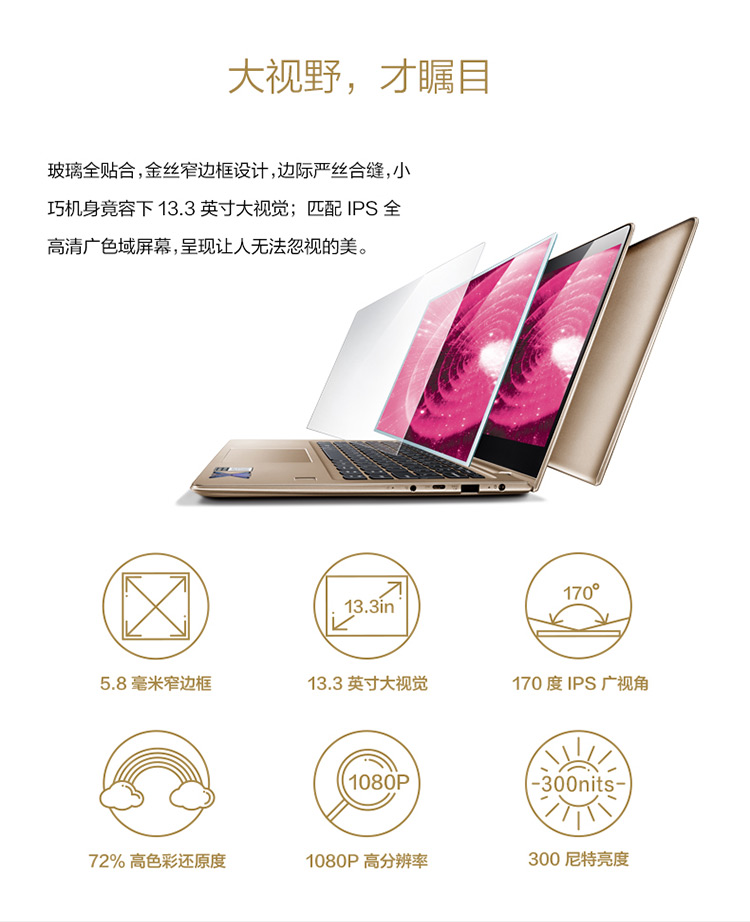 大视野，才瞩目
玻璃全贴合，金丝窄边框设计，边际严丝合缝，小
巧机身竟容下 13.3 英寸大视觉；匹配 IPS 全
高清广色域屏幕，呈现让人无法忽视的美。
13.3in
170°
5.8 毫米窄边框
13.3 英寸大视觉
170 度 IPS 广视角
1080P
300nits
72% 高色彩还原度
1080P 高分辨率
300 尼特亮度